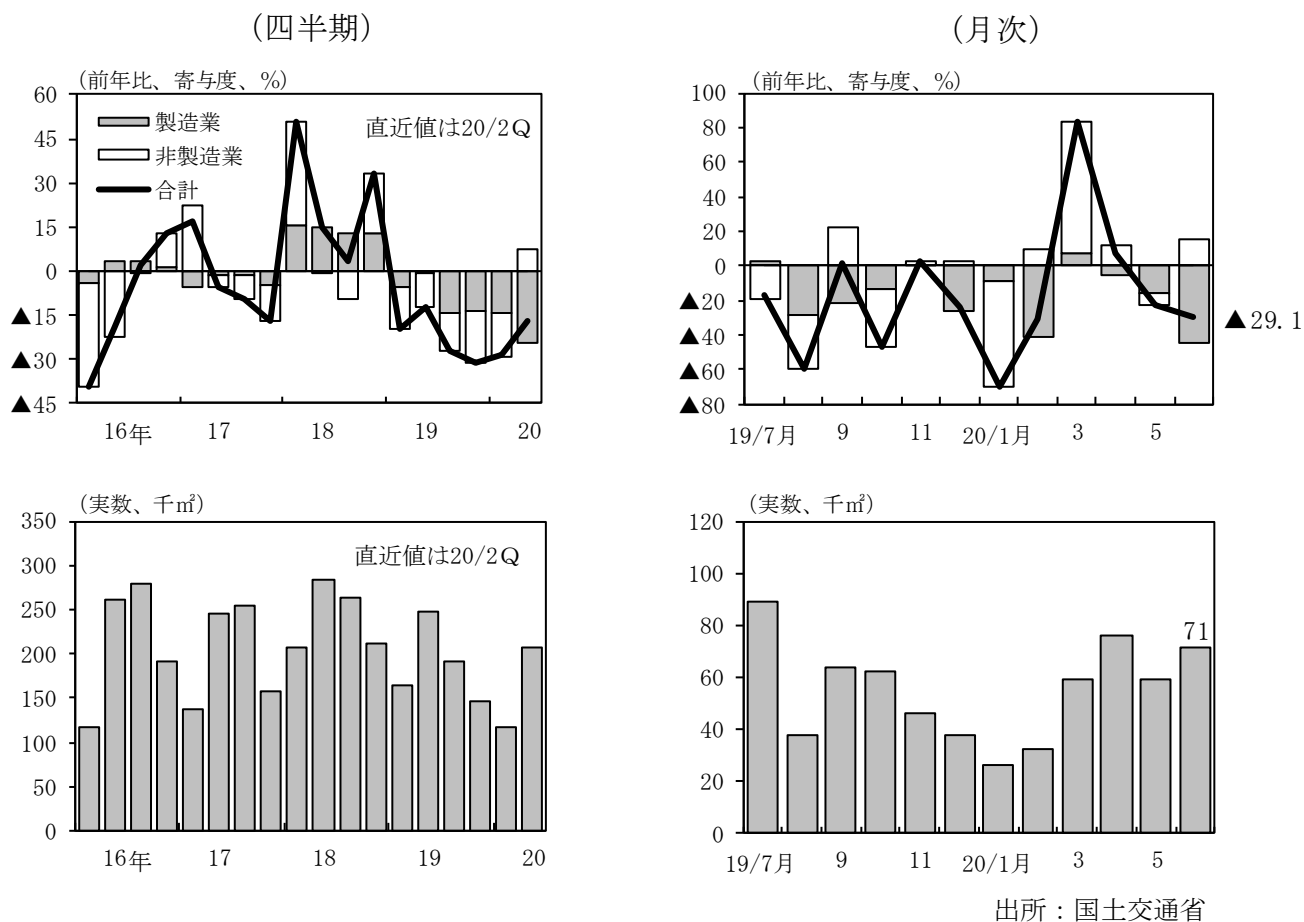 (四半期)
(前年比、寄与度、%)
60
45
30
15
0
▲15
▲30
▲45
製造業
非製造業
合計
直近値は20/2Q
16年 17 18 19 20
(月次)
(前年比、寄与度、%)
100
80
60
40
20
0
▲20
▲40
▲60
▲80
▲29.1
19/7月 9 11 20/1月 3 5
(実数、千㎡)
350
300
250
200
150
100
50
0
直近値は20/2Q
16年 17 18 19 20
(実数、千㎡)
120
100
80
60
40
20
0
71
19/7月 9 11 20/1月 3 5
出所：国土交通省